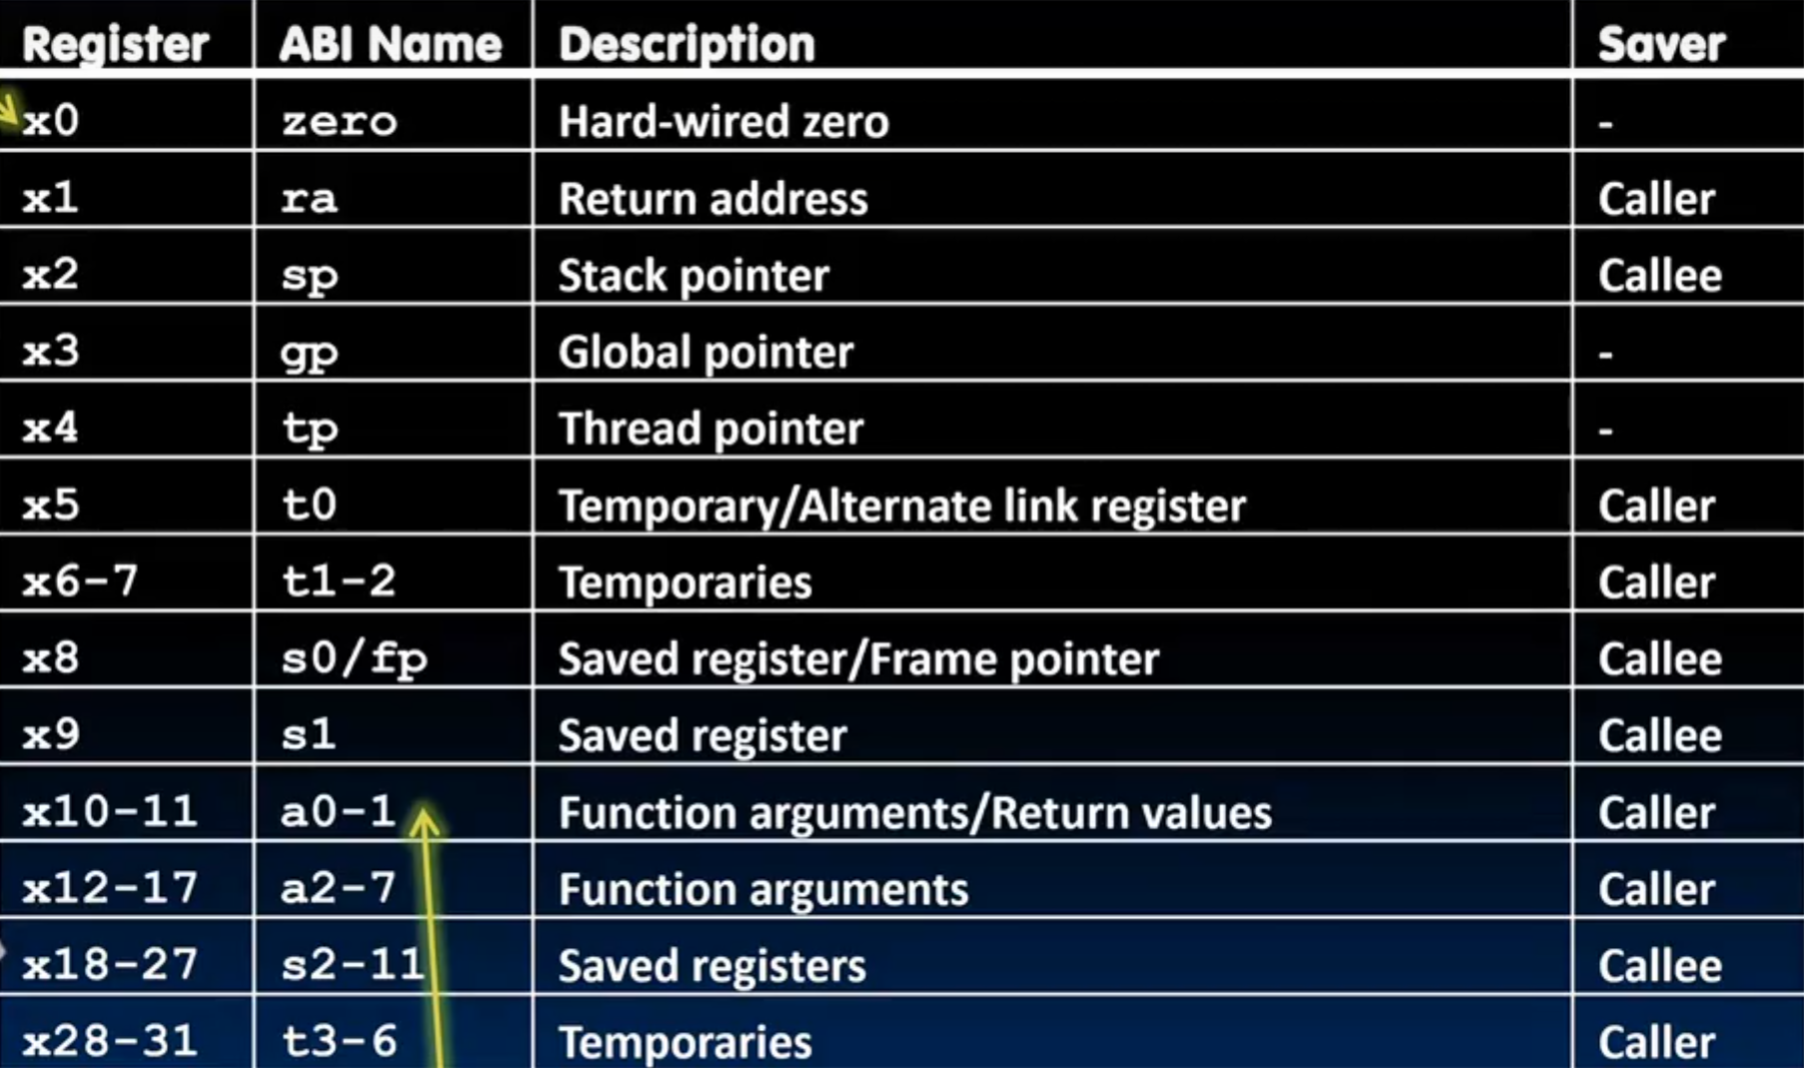 Register ABI Name Description Saver
x0 zero Hard-wired zero -
x1 ra Return address Caller
x2 sp Stack pointer Callee
x3 gp Global pointer -
x4 tp Thread pointer -
x5 t0 Temporary/Alternate link register Caller
x6-7 t1-2 Temporaries Caller
x8 s0/fp Saved register/Frame pointer Callee
x9 s1 Saved register Callee
x10-11 a0-1 Function arguments/Return values Caller
x12-17 a2-7 Function arguments Caller
x18-27 s2-11 Saved registers Callee
x28-31 t3-6 Temporaries Caller